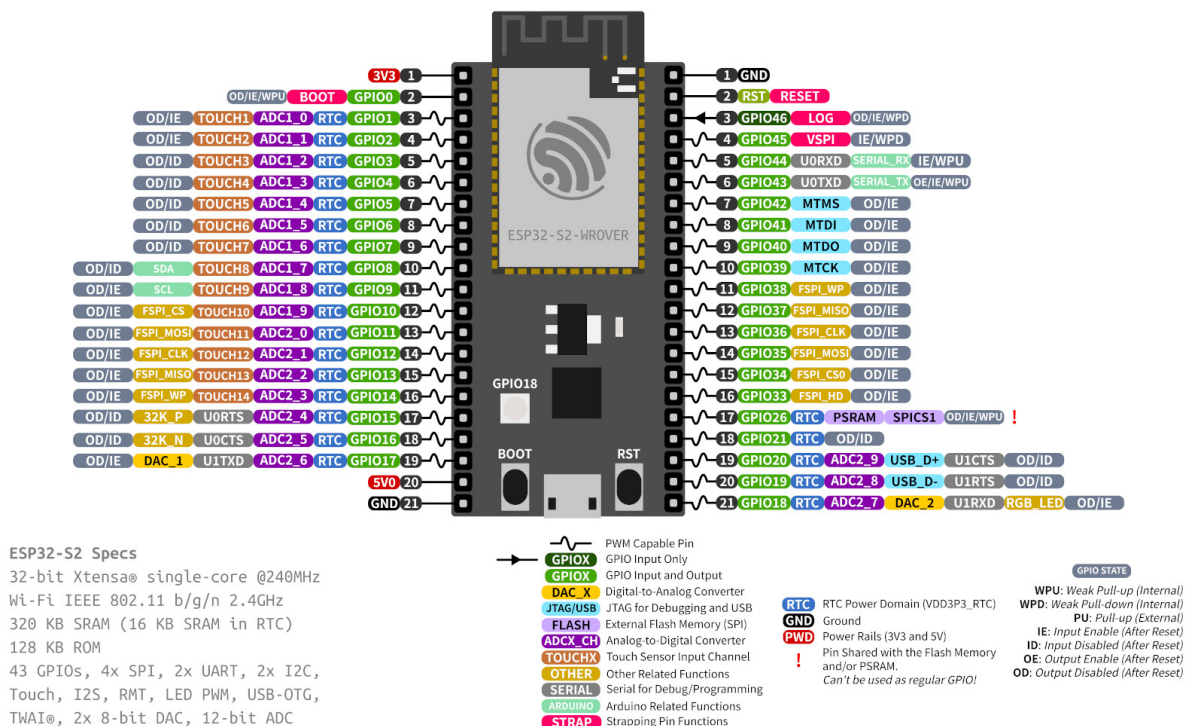 3V3 1
OD/IE/WPU BOOT GPIO0 2
OD/IE TOUCH1 ADC1_0 RTC GPIO1 3
OD/IE TOUCH2 ADC1_1 RTC GPIO2 4
OD/ID TOUCH3 ADC1_2 RTC GPIO3 5
OD/ID TOUCH4 ADC1_3 RTC GPIO4 6
OD/ID TOUCH5 ADC1_4 RTC GPIO5 7
OD/ID TOUCH6 ADC1_5 RTC GPIO6 8
OD/ID TOUCH7 ADC1_6 RTC GPIO7 9
OD/ID SDA TOUCH8 ADC1_7 RTC GPIO8 10
OD/IE SCL TOUCH9 ADC1_8 RTC GPIO9 11
OD/IE FSPI_CS TOUCH10 ADC1_9 RTC GPIO10 12
OD/IE FSPI_MOSI TOUCH11 ADC2_0 RTC GPIO11 13
OD/IE FSPI_CLK TOUCH12 ADC2_1 RTC GPIO12 14
OD/IE FSPI_MISO TOUCH13 ADC2_2 RTC GPIO13 15
OD/IE FSPI_WP TOUCH14 ADC2_3 RTC GPIO14 16
OD/ID 32K_P U0RTS ADC2_4 RTC GPIO15 17
OD/ID 32K_N U0CTS ADC2_5 RTC GPIO16 18
OD/IE DAC_1 U1TXD ADC2_6 RTC GPIO17 19
5V0 20
GND 21
ESP32-S2-WROVER
GPIO18
BOOT
RST
1 GND
2 RST RESET
3 GPIO46 LOG OD/IE/WPD
4 GPIO45 VSPI IE/WPD
5 GPIO44 U0RXD SERIAL_RX IE/WPU
6 GPIO43 U0TXD SERIAL_TX OE/IE/WPU
7 GPIO42 MTMS OD/IE
8 GPIO41 MTDI OD/IE
9 GPIO40 MTDO OD/IE
10 GPIO39 MTCK OD/IE
11 GPIO38 FSPI_WP OD/IE
12 GPIO37 FSPI_MISO OD/IE
13 GPIO36 FSPI_CLK OD/IE
14 GPIO35 FSPI_MOSI OD/IE
15 GPIO34 FSPI_CS0 OD/IE
16 GPIO33 FSPI_HD OD/IE
17 GPIO26 RTC PSRAM SPICS1 OD/IE/WPU !
18 GPIO21 RTC OD/ID
19 GPIO20 RTC ADC2_9 USB_D+ U1CTS OD/ID
20 GPIO19 RTC ADC2_8 USB_D- U1RTS OD/ID
21 GPIO18 RTC ADC2_7 DAC_2 U1RXD RGB_LED OD/IE
ESP32-S2 Specs
32-bit Xtensa® single-core @240MHz
Wi-Fi IEEE 802.11 b/g/n 2.4GHz
320 KB SRAM (16 KB SRAM in RTC)
128 KB ROM
43 GPIOs, 4x SPI, 2x UART, 2x I2C,
Touch, I2S, RMT, LED PWM, USB-OTG,
TWAI®, 2x 8-bit DAC, 12-bit ADC
PWM Capable Pin
GPIOX GPIO Input Only
GPIOX GPIO Input and Output
DAC_X Digital-to-Analog Converter
JTAG/USB JTAG for Debugging and USB
FLASH External Flash Memory (SPI)
ADCX_CH Analog-to-Digital Converter
TOUCHX Touch Sensor Input Channel
OTHER Other Related Functions
SERIAL Serial for Debug/Programming
ARDUINO Arduino Related Functions
STRAP Strapping Pin Functions
RTC RTC Power Domain (VDD3P3_RTC)
GND Ground
PWD Power Rails (3V3 and 5V)
! Pin Shared with the Flash Memory
and/or PSRAM.
Can't be used as regular GPIO!
GPIO STATE
WPU: Weak Pull-up (Internal)
WPD: Weak Pull-down (Internal)
PU: Pull-up (External)
IE: Input Enable (After Reset)
ID: Input Disabled (After Reset)
OE: Output Enable (After Reset)
OD: Output Disabled (After Reset)